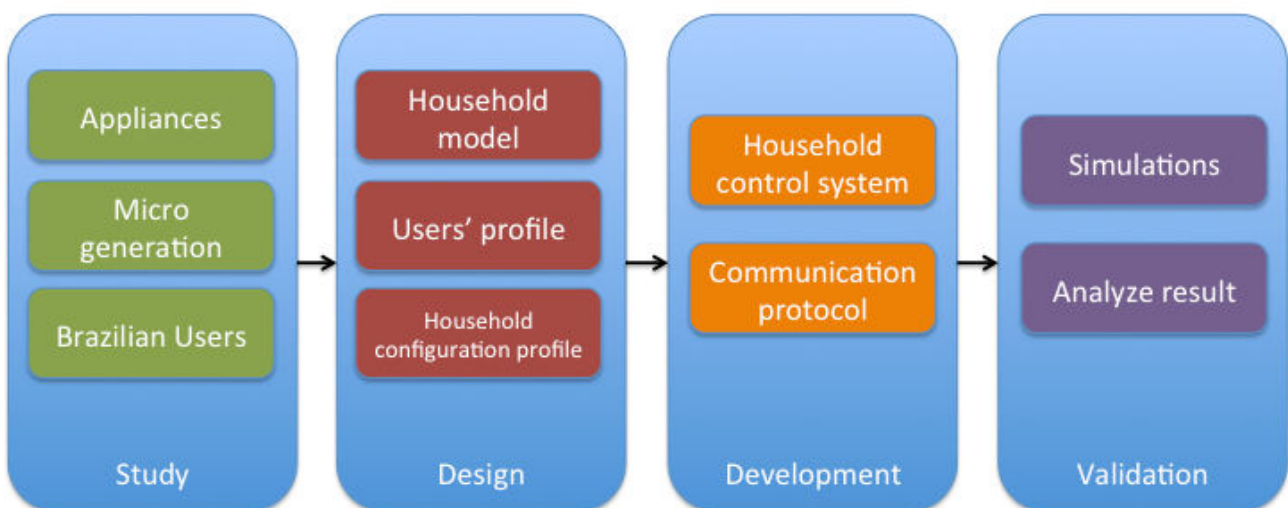 Appliances
Micro
generation
Brazilian Users
Study
Household
model
Users’ profile
Household
configuration profile
Design
Household
control system
Communication
protocol
Development
Simulations
Analyze result
Validation